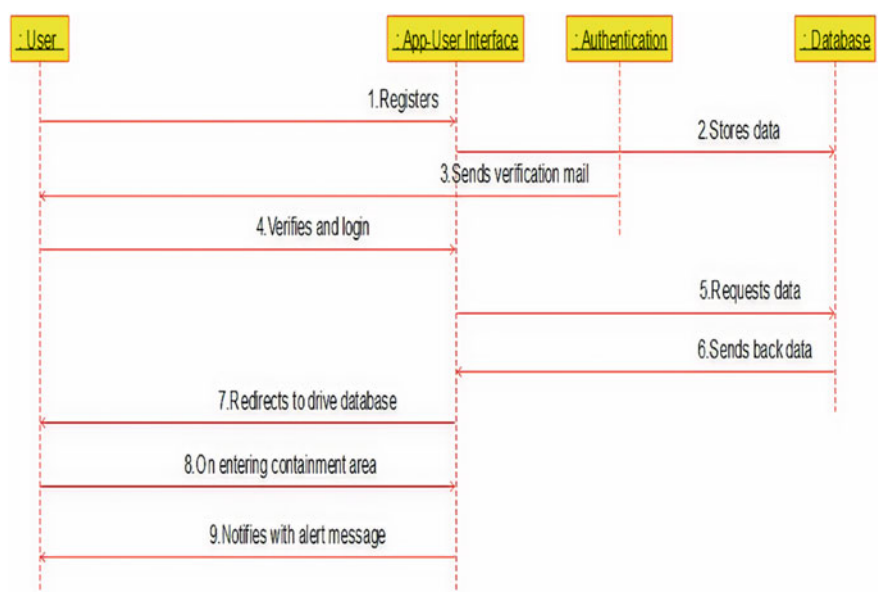 : User
: App-User Interface
: Authentication
: Database
1.Registers
2.Stores data
3.Sends verification mail
4.Verifies and login
5.Requests data
6.Sends back data
7.Redirects to drive database
8.On entering containment area
9.Notifies with alert message